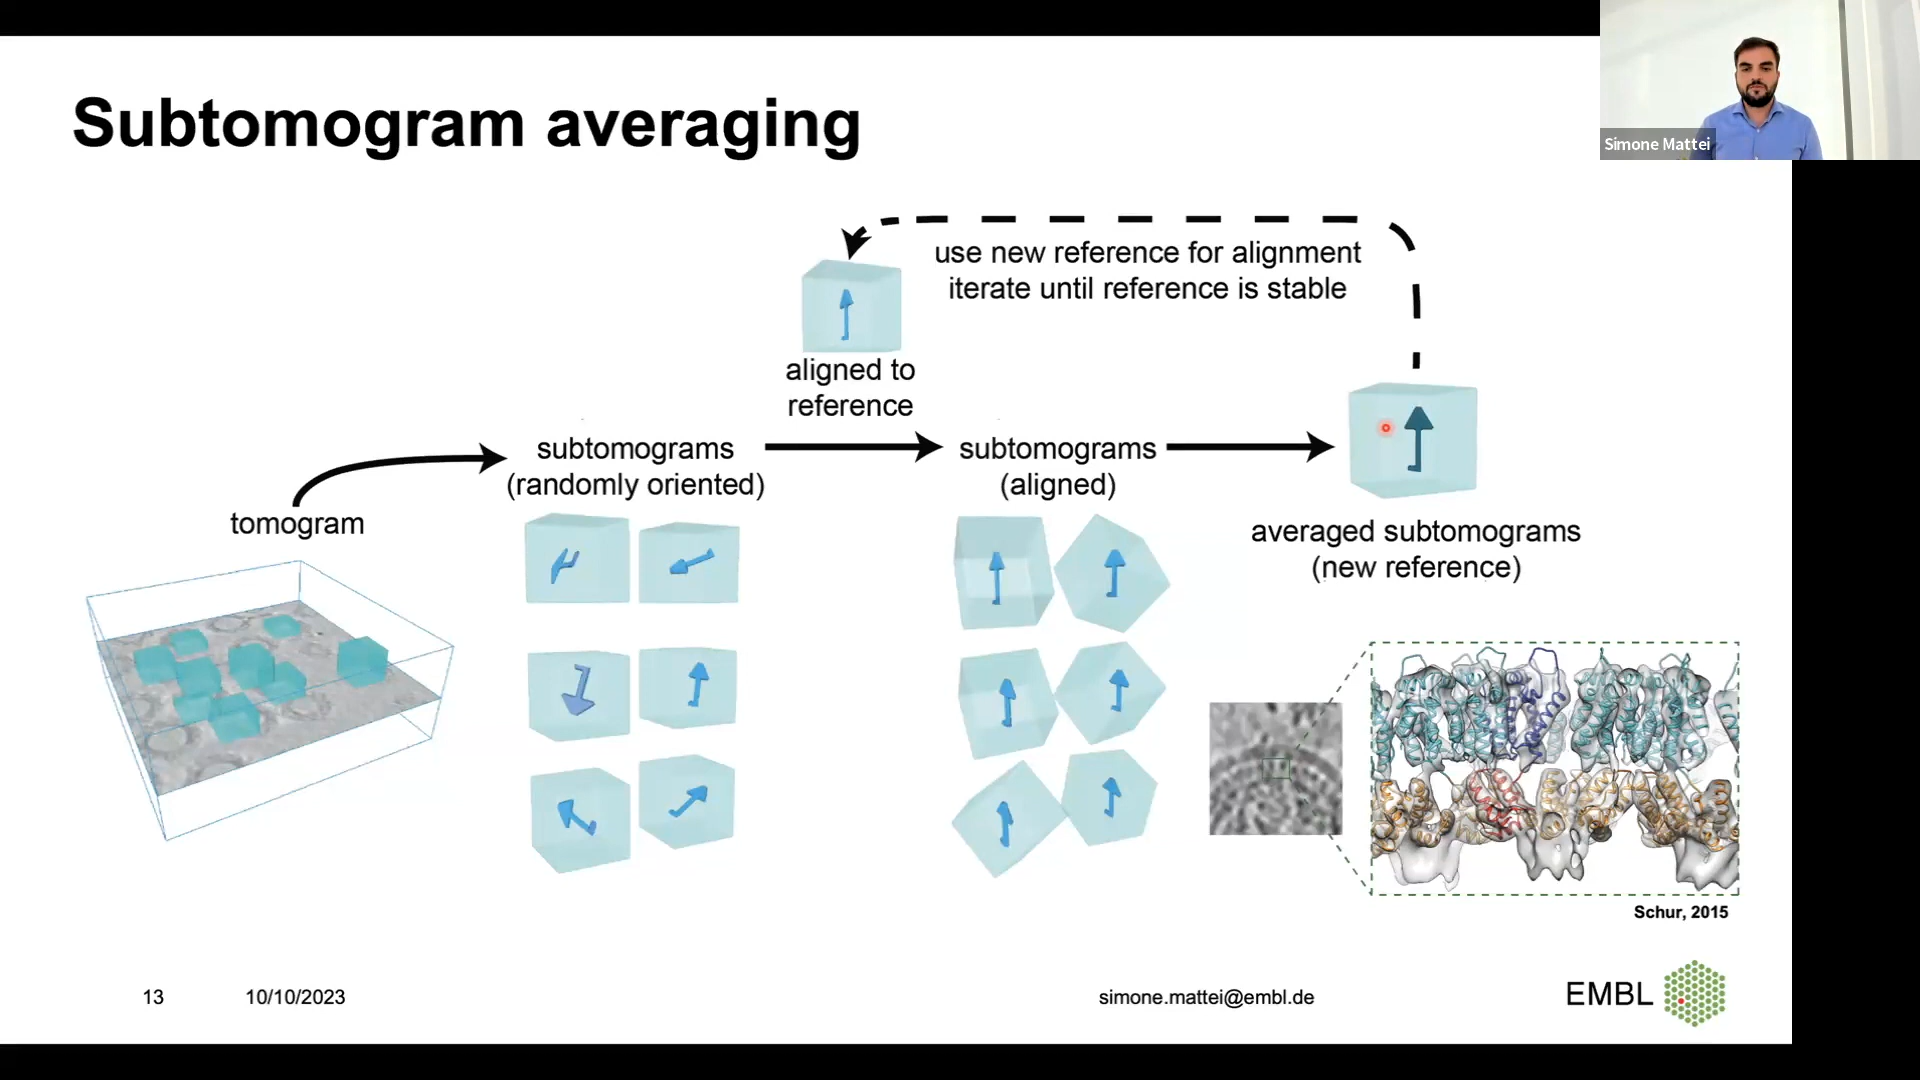 Subtomogram averaging
Simone Mattei
use new reference for alignment
iterate until reference is stable
aligned to
reference
subtomograms
(randomly oriented)
subtomograms
(aligned)
tomogram
averaged subtomograms
(new reference)
Schur, 2015
13
10/10/2023
simone.mattei@embl.de
EMBL